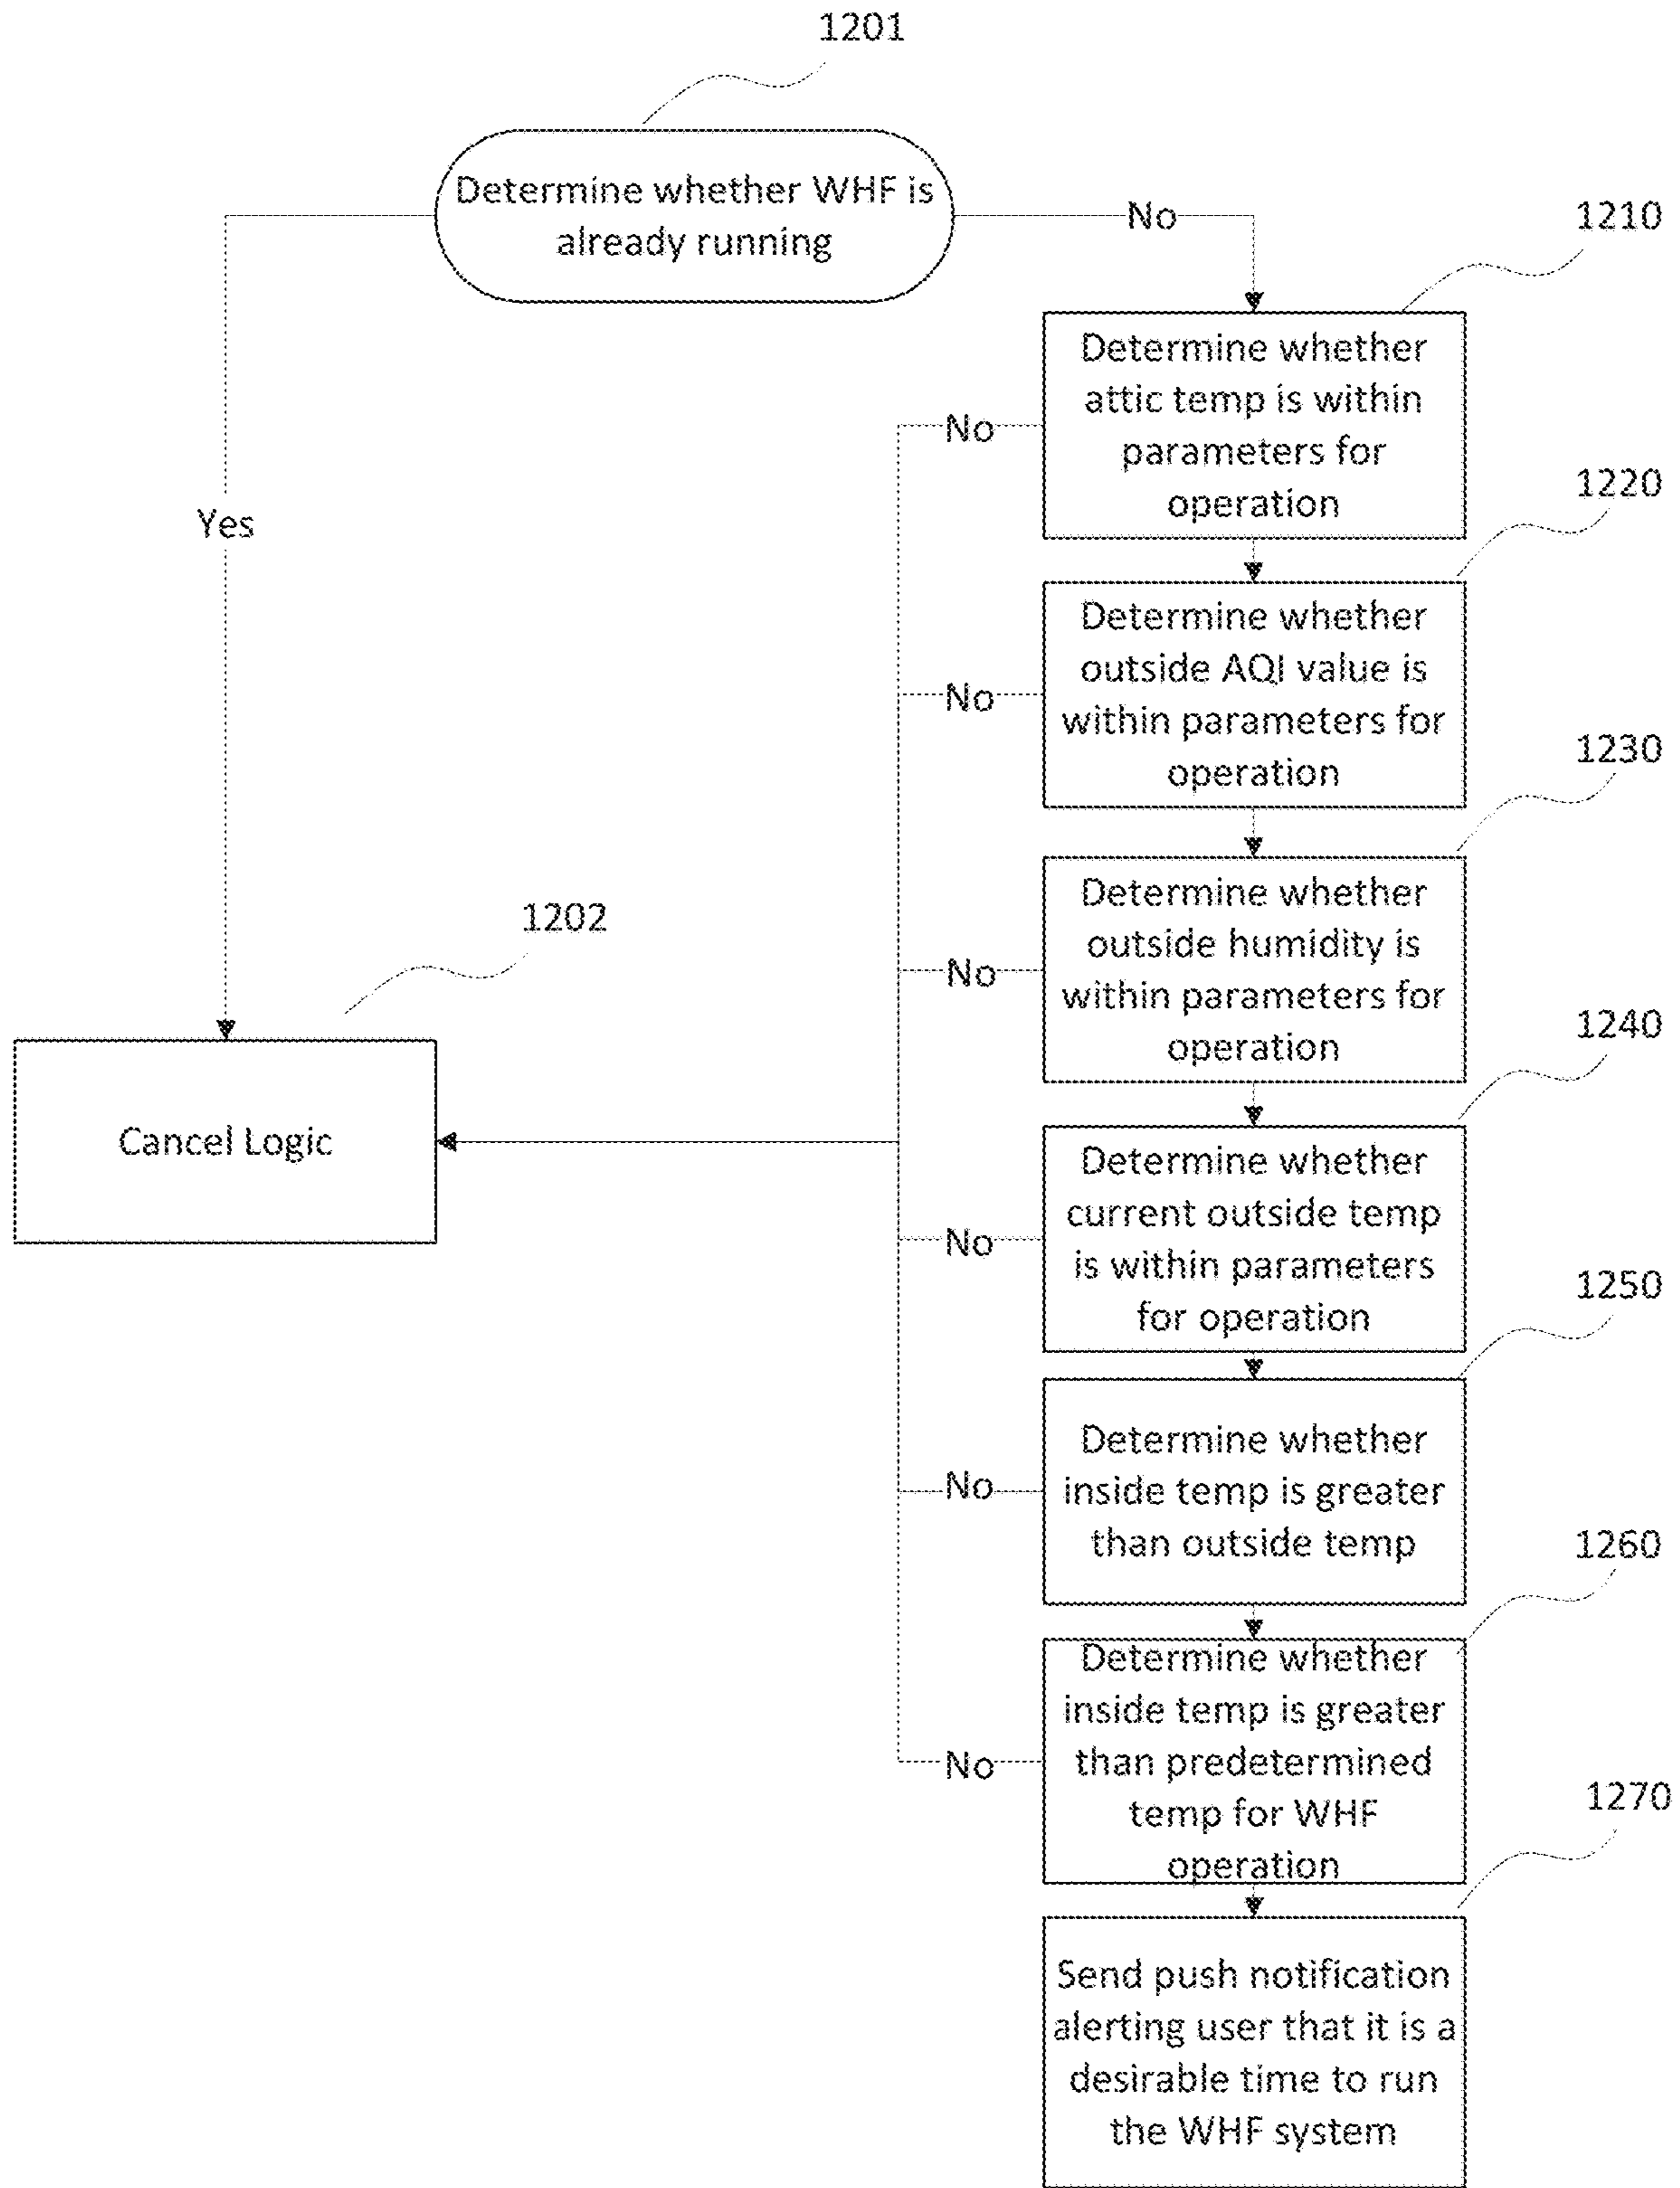 1201
Determine whether WHF is
already running
No
1210
Determine whether
attic temp is within
parameters for
operation
No
1220
Yes
Determine whether
outside AQI value is
within parameters for
operation
No
1230
Determine whether
outside humidity is
within parameters for
operation
No
1202
Cancel Logic
1240
Determine whether
current outside temp
is within parameters
for operation
No
1250
Determine whether
inside temp is greater
than outside temp
No
1260
Determine whether
inside temp is greater
than predetermined
temp for WHF
operation
No
1270
Send push notification
alerting user that it is a
desirable time to run
the WHF system